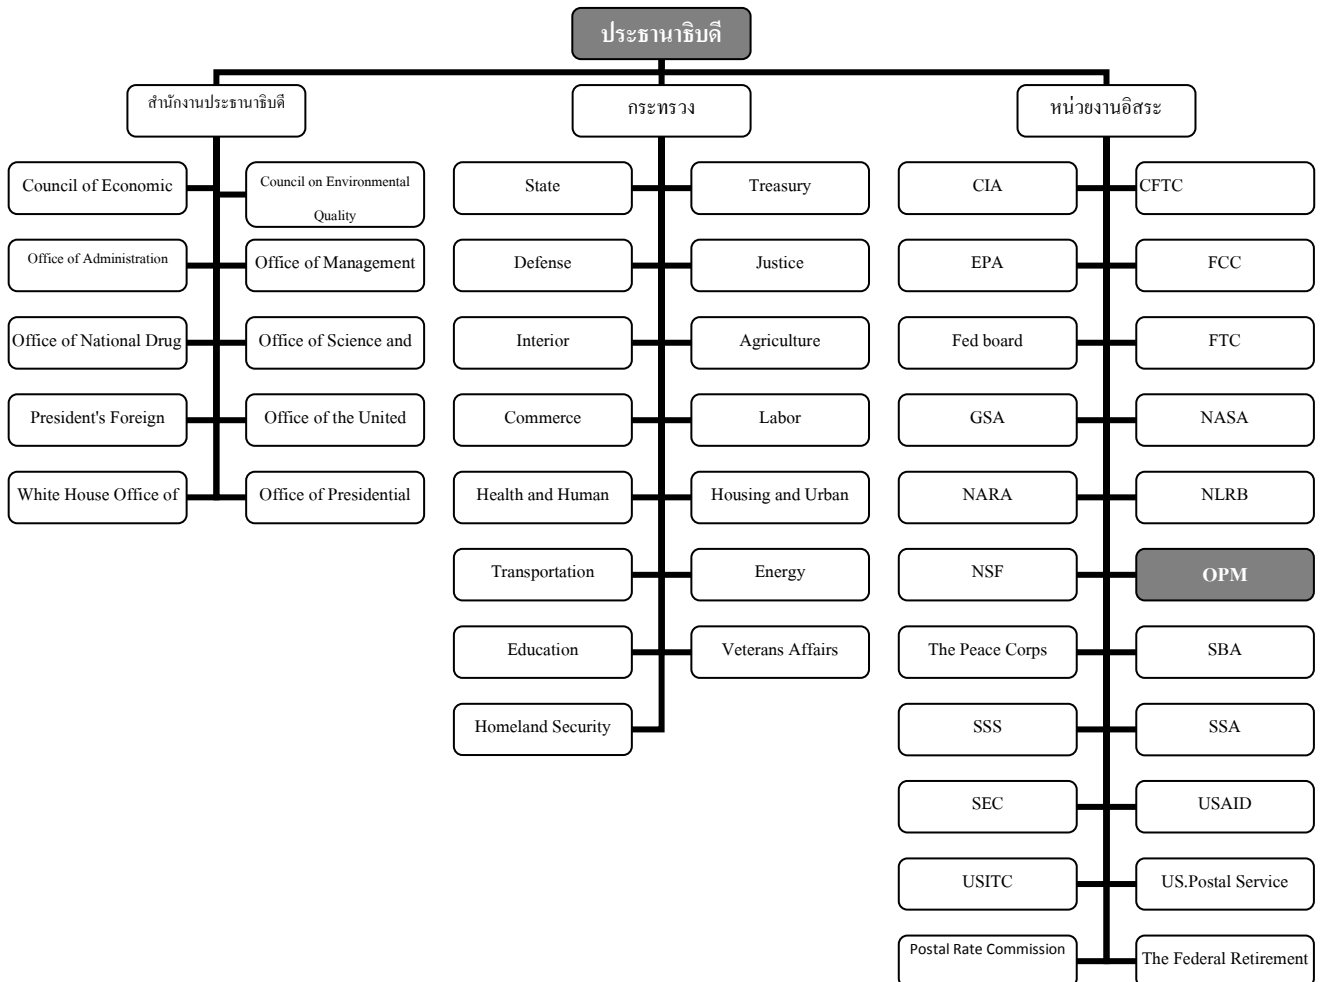 ประธานาธิบดี
สำนักงานประธานาธิบดี
กระทรวง
หน่วยงานอิสระ
Council of Economic
Council on Environmental
Quality
Office of Administration
Office of Management
Office of National Drug
Office of Science and
President's Foreign
Office of the United
White House Office of
Office of Presidential
State
Treasury
Defense
Justice
Interior
Agriculture
Commerce
Labor
Health and Human
Housing and Urban
Transportation
Energy
Education
Veterans Affairs
Homeland Security
CIA
CFTC
EPA
FCC
Fed board
FTC
GSA
NASA
NARA
NLRB
NSF
OPM
The Peace Corps
SBA
SSS
SSA
SEC
USAID
USITC
US.Postal Service
Postal Rate Commission
The Federal Retirement